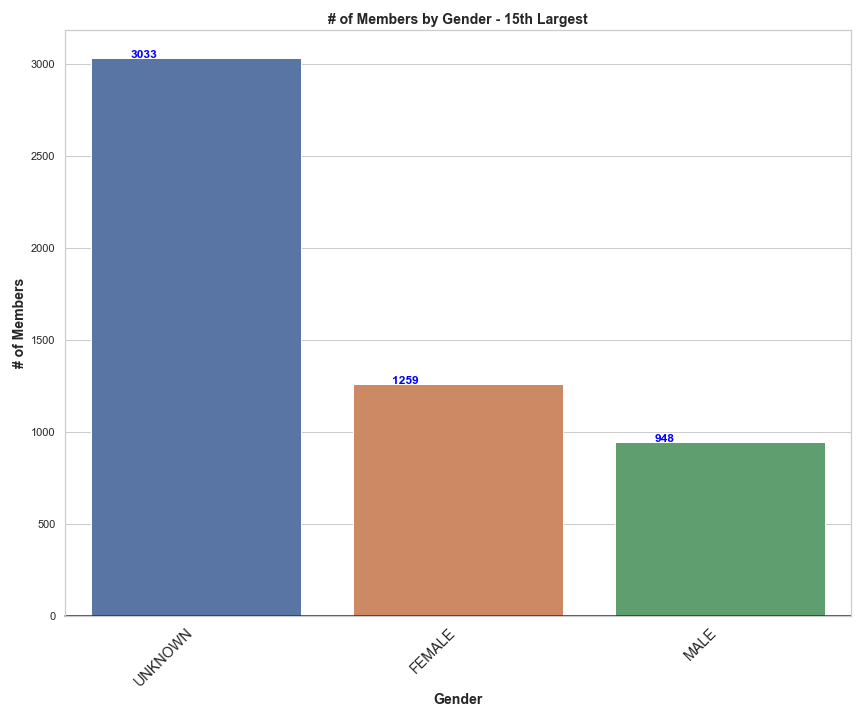 # of Members by Gender - 15th Largest
3033
3000
2500
2000
1500
1259
1000
948
500
0
# of Members
UNKNOWN
FEMALE
MALE
Gender